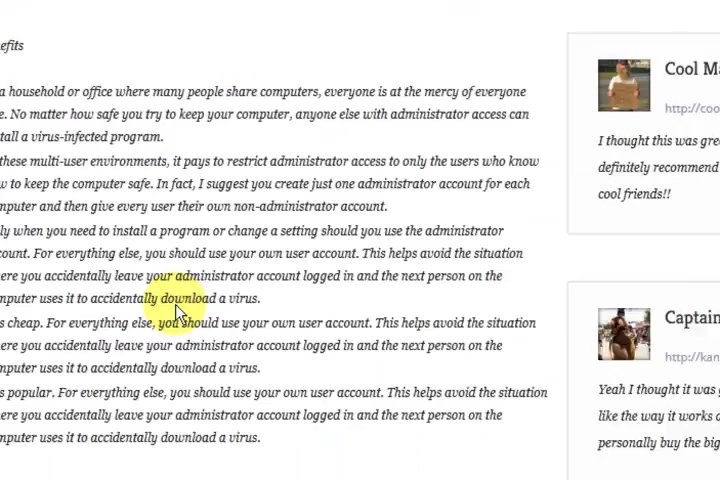 efits
a household or office where many people share computers, everyone is at the mercy of everyone
e. No matter how safe you try to keep your computer, anyone else with administrator access can
tall a virus-infected program.
these multi-user environments, it pays to restrict administrator access to only the users who know
w to keep the computer safe. In fact, I suggest you create just one administrator account for each
mputer and then give every user their own non-administrator account.
ly when you need to install a program or change a setting should you use the administrator
count. For everything else, you should use your own user account. This helps avoid the situation
ere you accidentally leave your administrator account logged in and the next person on the
mputer uses it to accidentally download a virus.
s cheap. For everything else, you should use your own user account. This helps avoid the situation
ere you accidentally leave your administrator account logged in and the next person on the
mputer uses it to accidentally download a virus.
s popular. For everything else, you should use your own user account. This helps avoid the situation
ere you accidentally leave your administrator account logged in and the next person on the
mputer uses it to accidentally download a virus.
Cool Ma
http://coo
I thought this was grea
definitely recommend
cool friends!!
Captain
http://kan
Yeah I thought it was g
like the way it works a
personally buy the big